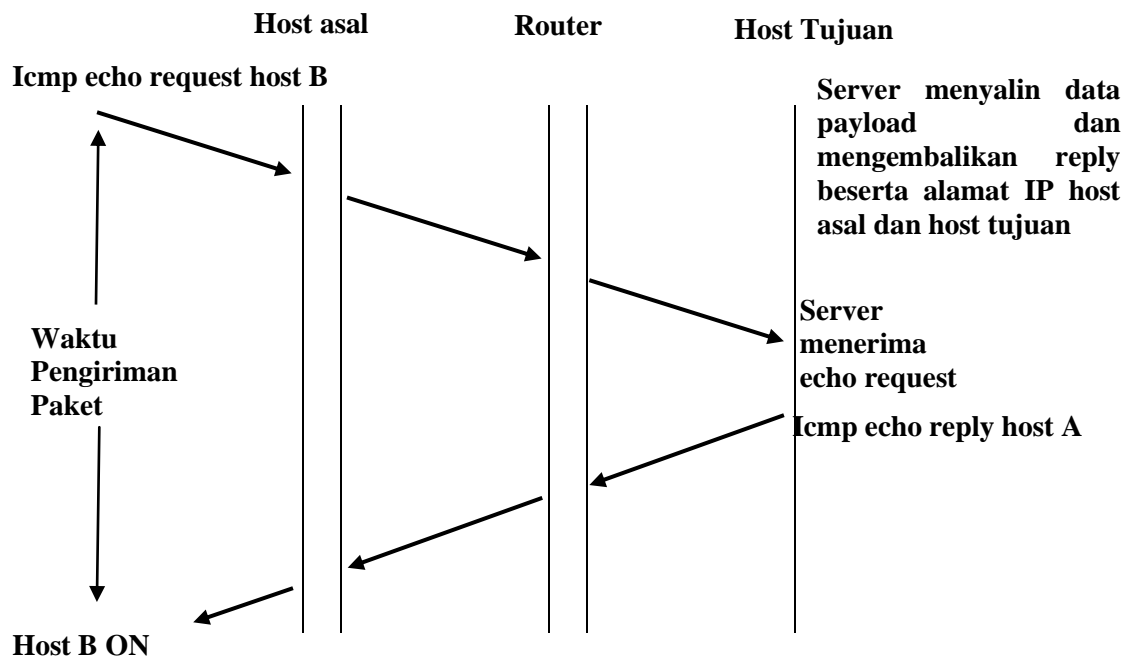 Host asal
Router
Host Tujuan
Icmp echo request host B
Server menyalin data
payload dan
mengembalikan reply
beserta alamat IP host
asal dan host tujuan
Server
menerima
echo request
Waktu
Pengiriman
Paket
Icmp echo reply host A
Host B ON